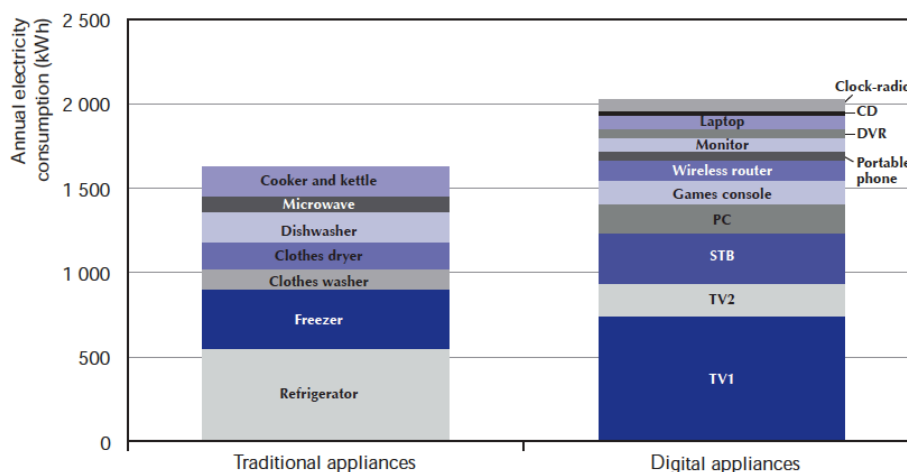 Annual electricity
consumption (kWh)
2 500
2 000
1 500
1 000
500
0
Cooker and kettle
Microwave
Dishwasher
Clothes dryer
Clothes washer
Freezer
Refrigerator
Traditional appliances
Clock-radio
CD
Laptop
DVR
Monitor
Portable
phone
Wireless router
Games console
PC
STB
TV2
TV1
Digital appliances